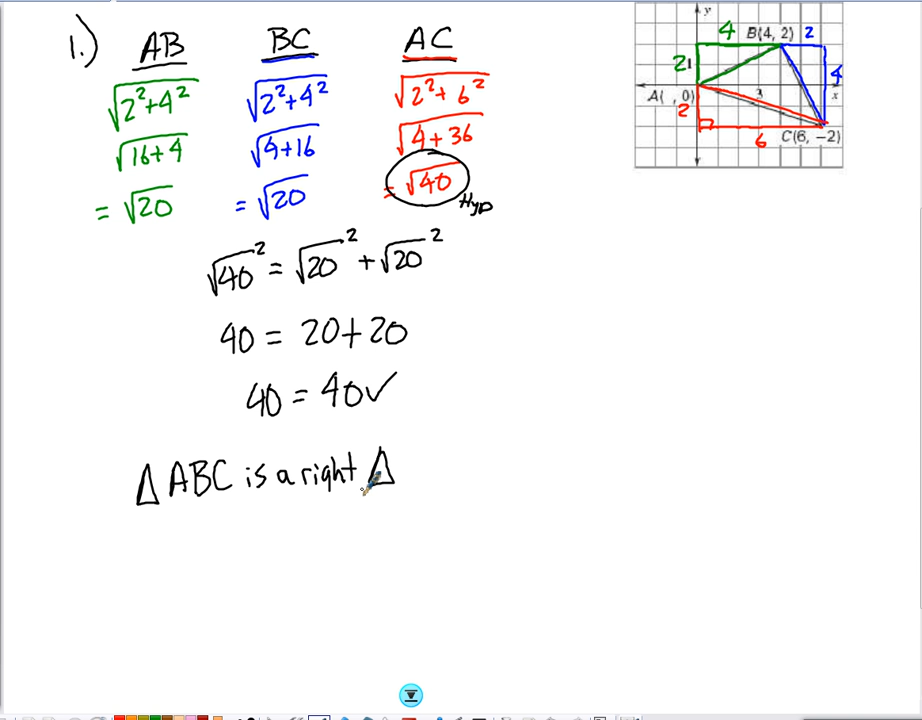 1.) AB BC AC
√2²+4² √2²+4² √2²+6²
√16+4 √4+16 √4+36
= √20 = √20 = √40 Hyp
√40² = √20² + √20²
40 = 20+20
40 = 40✓
Δ ABC is a right Δ
y
4 B(4, 2) 2
2 1 4
A( , 0) 3 x
2
6 C(6, −2)